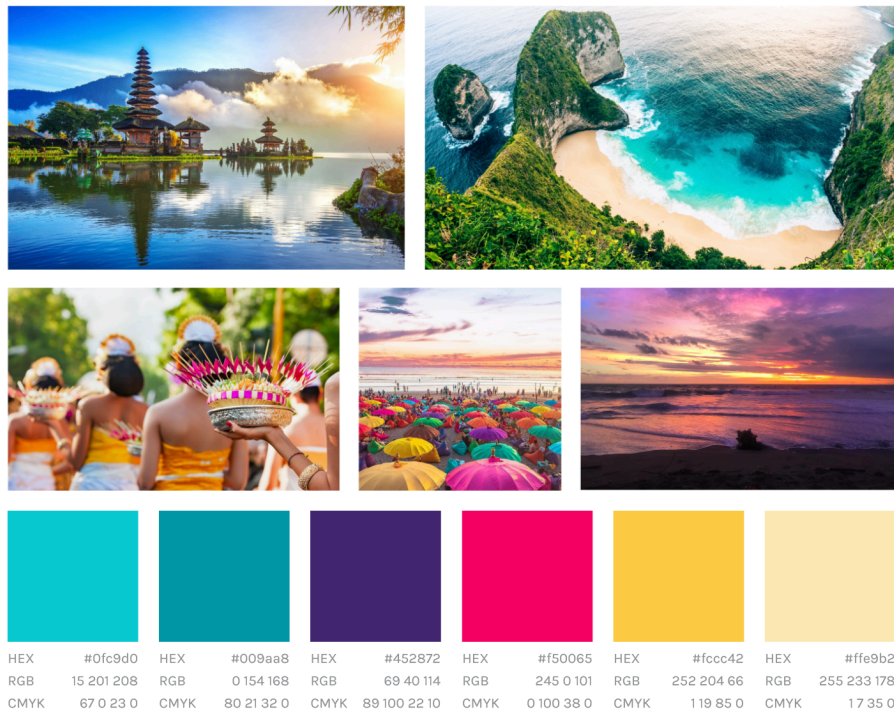 HEX #0fc9d0 HEX #009aa8 HEX #452872 HEX #f50065 HEX #fccc42 HEX #ffe9b2
RGB 15 201 208 RGB 0 154 168 RGB 69 40 114 RGB 245 0 101 RGB 252 204 66 RGB 255 233 178
CMYK 67 0 23 0 CMYK 80 21 32 0 CMYK 89 100 22 10 CMYK 0 100 38 0 CMYK 1 19 85 0 CMYK 1 7 35 0